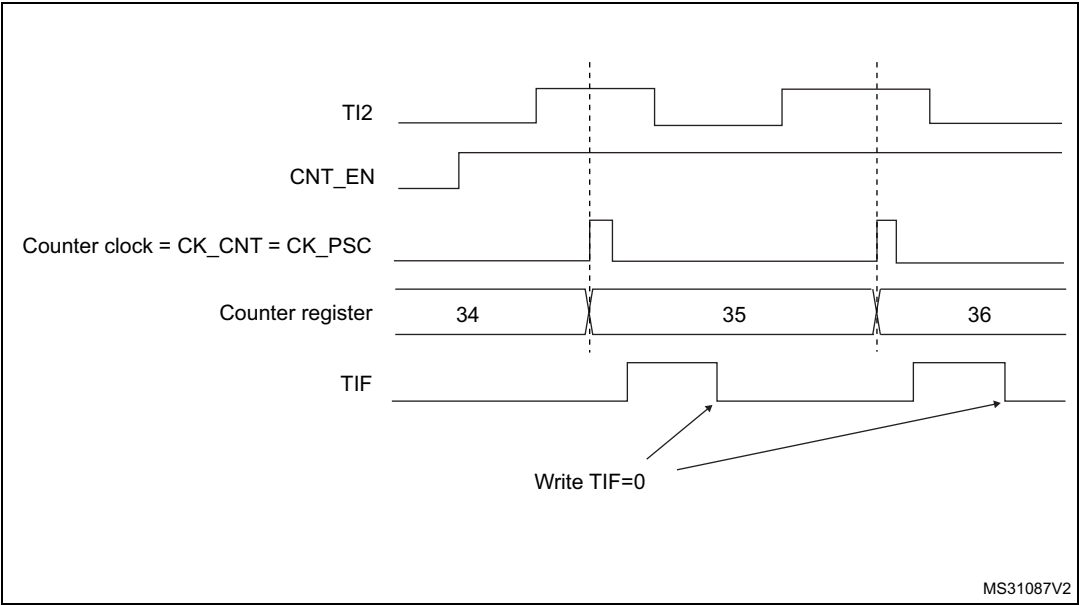 TI2
CNT_EN
Counter clock = CK_CNT = CK_PSC
Counter register 34 35 36
TIF
Write TIF=0
MS31087V2